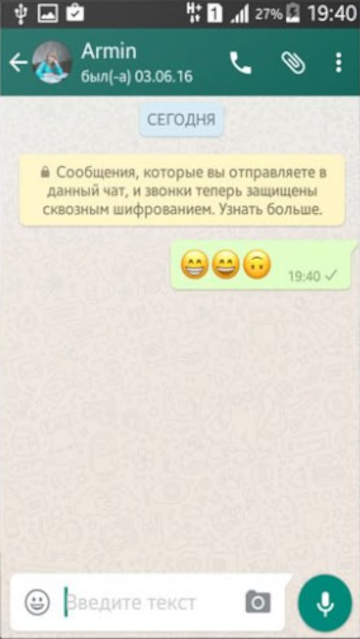 H+ 1 27% 19:40
Armin
был(-а) 03.06.16
СЕГОДНЯ
Сообщения, которые вы отправляете в
данный чат, и звонки теперь защищены
сквозным шифрованием. Узнать больше.
😁😄🙃 19:40
Введите текст